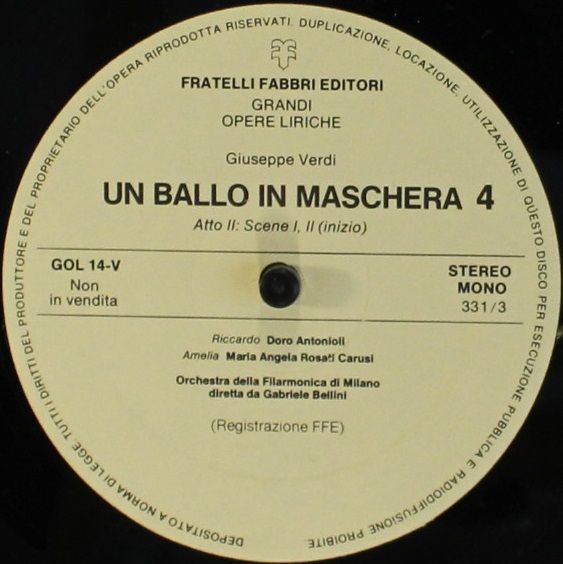 TUTTI I DIRITTI DEL PRODUTTORE E DEL PROPRIETARIO DELL'OPERA RIPRODOTTA RISERVATI. DUPLICAZIONE, LOCAZIONE, UTILIZZAZIONE DI QUESTO DISCO PER ESECUZIONE PUBBLICA E RADIODIFFUSIONE PROIBITE.
DEPOSITATO A NORMA DI LEGGE.
FRATELLI FABBRI EDITORI
GRANDI
OPERE LIRICHE
Giuseppe Verdi
UN BALLO IN MASCHERA 4
Atto II: Scene I, II (inizio)
GOL 14-V
Non
in vendita
STEREO
MONO
331/3
Riccardo Doro Antonioli
Amelia Maria Angela Rosati Carusi
Orchestra della Filarmonica di Milano
diretta da Gabriele Bellini
(Registrazione FFE)